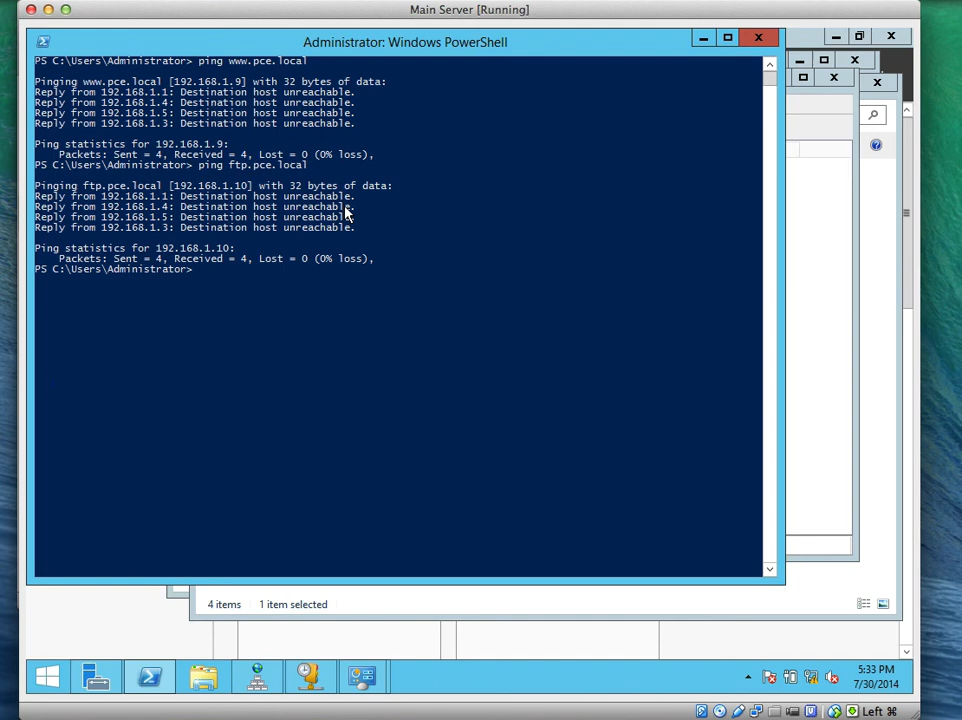 Main Server [Running]
Administrator: Windows PowerShell
PS C:\Users\Administrator> ping www.pce.local
Pinging www.pce.local [192.168.1.9] with 32 bytes of data:
Reply from 192.168.1.1: Destination host unreachable.
Reply from 192.168.1.4: Destination host unreachable.
Reply from 192.168.1.5: Destination host unreachable.
Reply from 192.168.1.3: Destination host unreachable.
Ping statistics for 192.168.1.9:
Packets: Sent = 4, Received = 4, Lost = 0 (0% loss),
PS C:\Users\Administrator> ping ftp.pce.local
Pinging ftp.pce.local [192.168.1.10] with 32 bytes of data:
Reply from 192.168.1.1: Destination host unreachable.
Reply from 192.168.1.4: Destination host unreachable.
Reply from 192.168.1.5: Destination host unreachable.
Reply from 192.168.1.3: Destination host unreachable.
Ping statistics for 192.168.1.10:
Packets: Sent = 4, Received = 4, Lost = 0 (0% loss),
PS C:\Users\Administrator>
4 items 1 item selected
5:33 PM
7/30/2014
Left ⌘